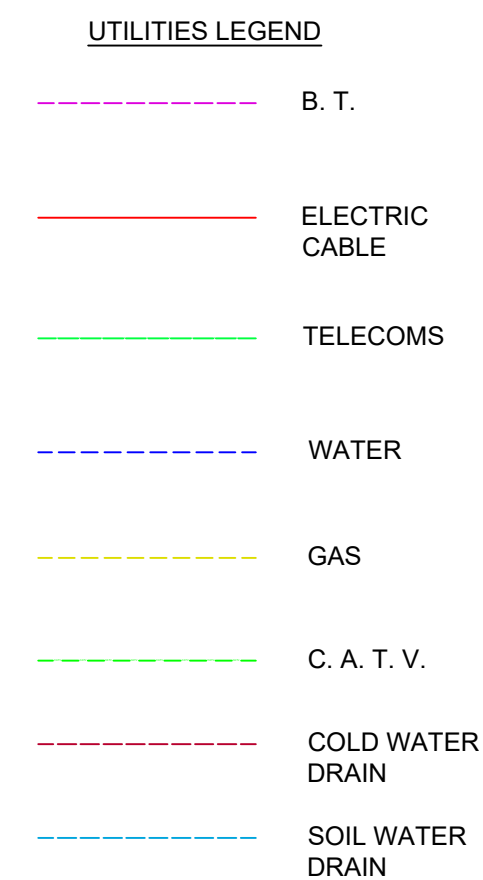 UTILITIES LEGEND
B. T.
ELECTRIC
CABLE
TELECOMS
WATER
GAS
C. A. T. V.
COLD WATER
DRAIN
SOIL WATER
DRAIN